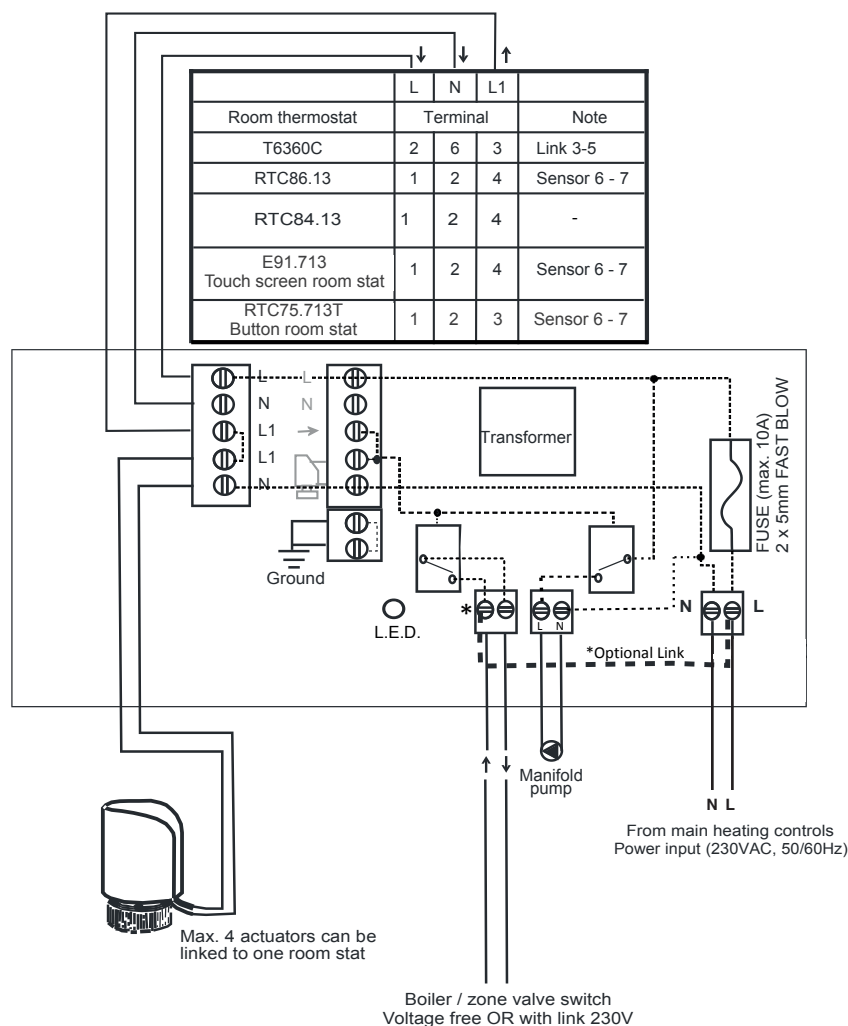 L N L1
Room thermostat Terminal Note
T6360C 2 6 3 Link 3-5
RTC86.13 1 2 4 Sensor 6 - 7
RTC84.13 1 2 4 -
E91.713
Touch screen room stat 1 2 4 Sensor 6 - 7
RTC75.713T
Button room stat 1 2 3 Sensor 6 - 7
L L
N N
L1
L1
N
Transformer
FUSE (max. 10A)
2 x 5mm FAST BLOW
Ground
L.E.D.
*
L N
N L
*Optional Link
Manifold
pump
N L
From main heating controls
Power input (230VAC, 50/60Hz)
Max. 4 actuators can be
linked to one room stat
Boiler / zone valve switch
Voltage free OR with link 230V